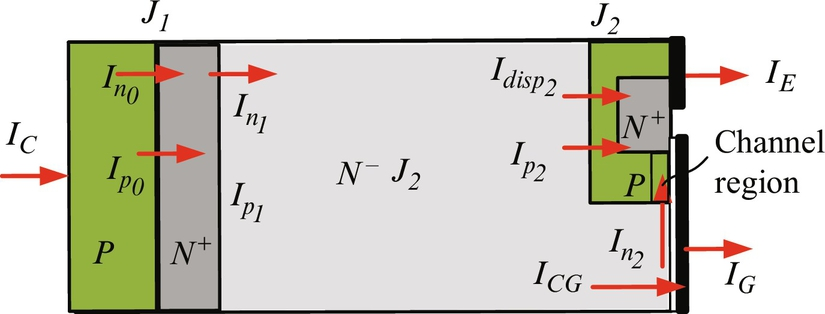 J1 J2
In0 In1 Idisp2 IE
IC N+ Channel
Ip0 Ip1 N− J2 Ip2 P region
P N+ In2
ICG IG